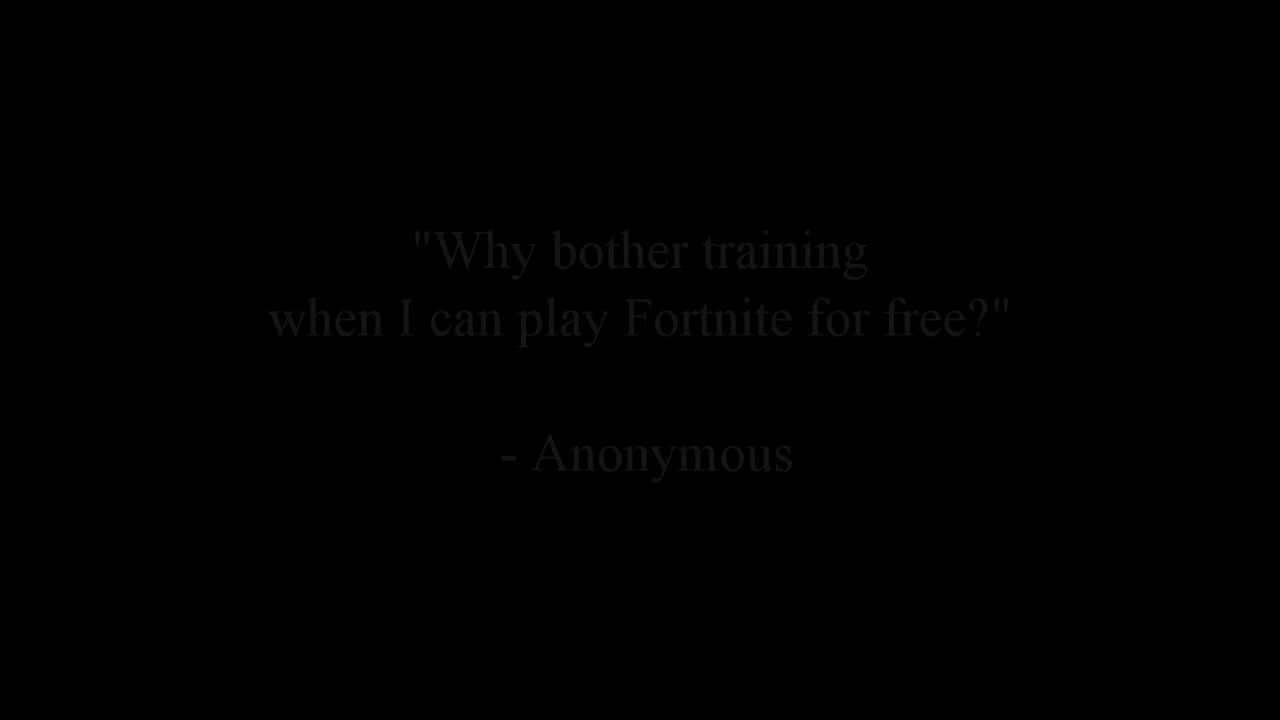 "Why bother training
when I can play Fortnite for free?"
- Anonymous